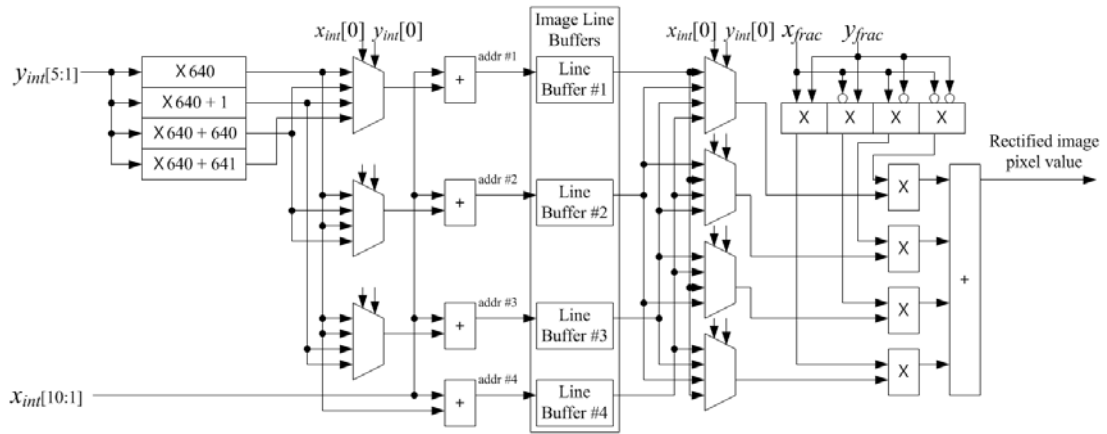 x_int[0] y_int[0]
Image Line
Buffers
x_int[0] y_int[0] x_frac y_frac
y_int[5:1]
X 640
X 640 + 1
X 640 + 640
X 640 + 641
+
addr #1
Line
Buffer #1
X X X X
Rectified image
pixel value
+
addr #2
Line
Buffer #2
X
X
+
addr #3
Line
Buffer #3
X
+
x_int[10:1]
+
addr #4
Line
Buffer #4
X